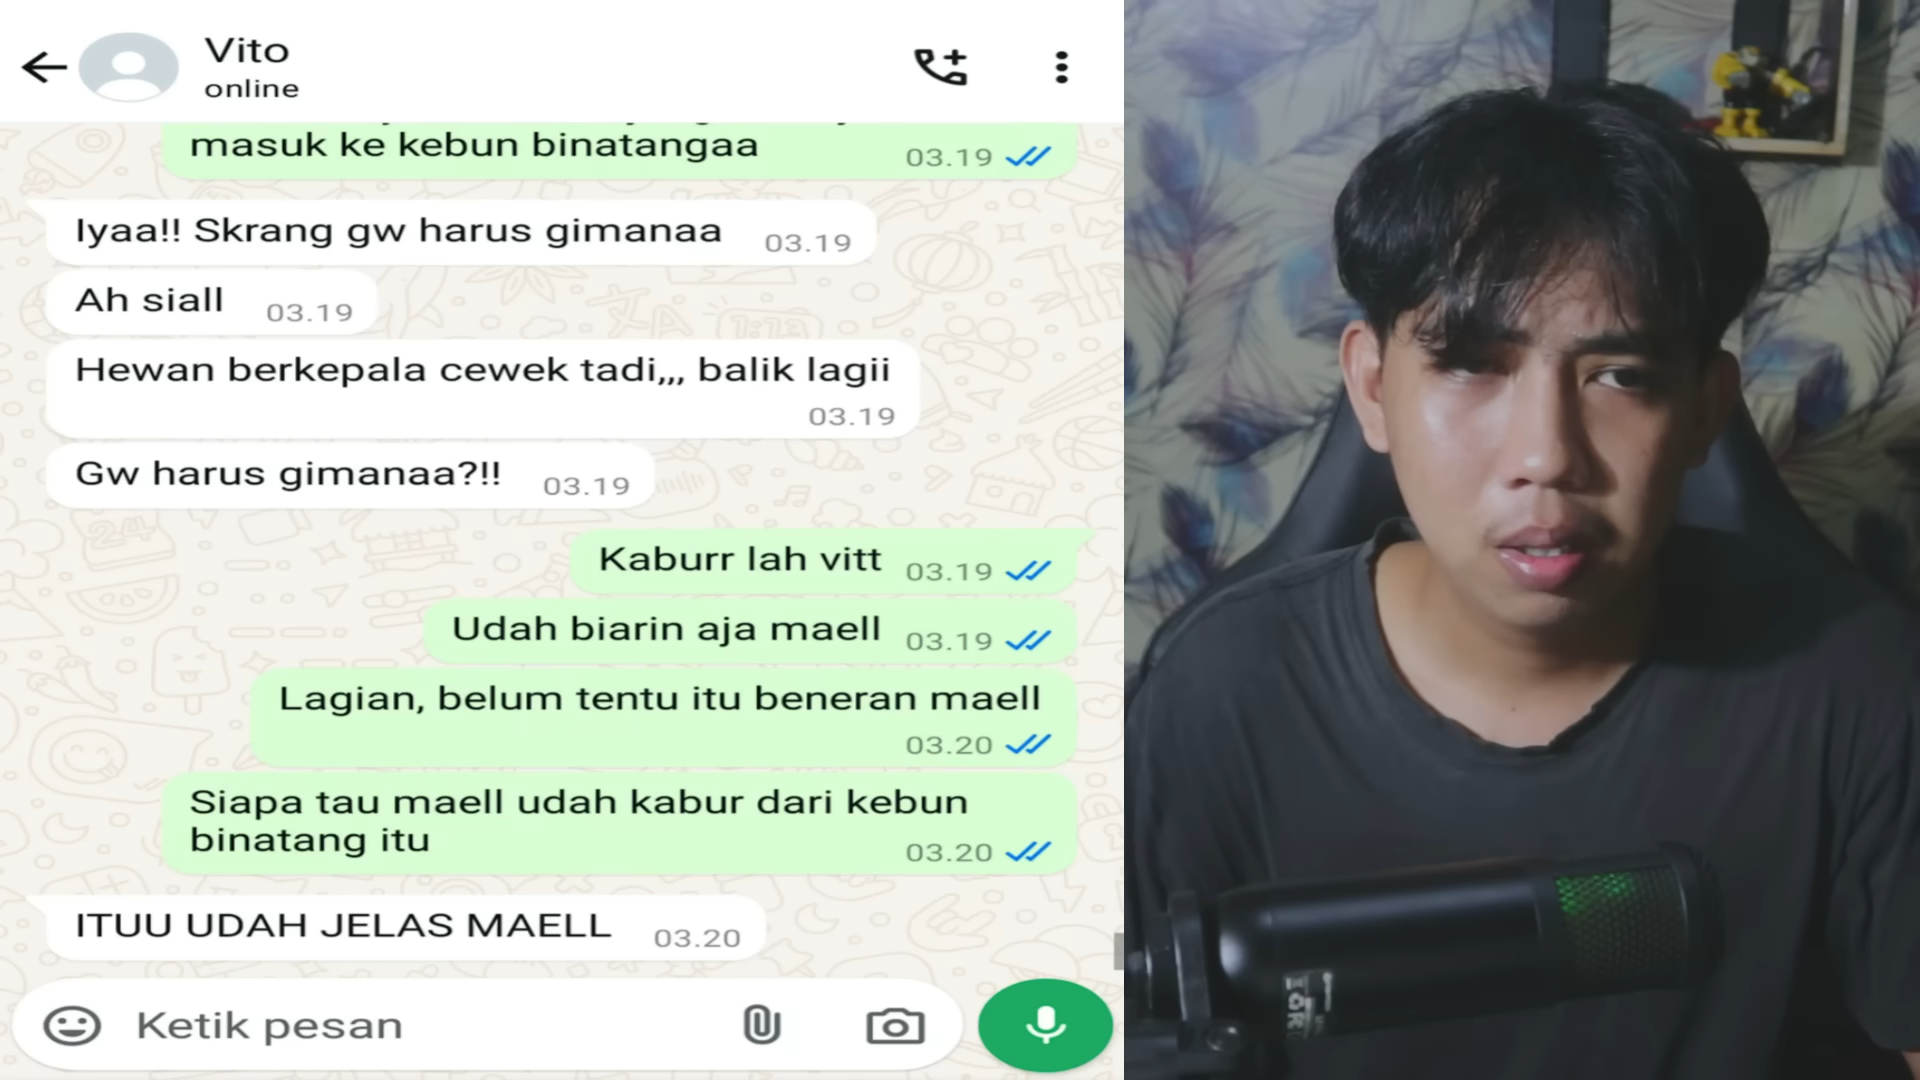 Vito
online
masuk ke kebun binatangaa
03.19
Iyaa!! Skrang gw harus gimanaa
03.19
Ah siall
03.19
Hewan berkepala cewek tadi,,, balik lagii
03.19
Gw harus gimanaa?!!
03.19
Kaburr lah vitt
03.19
Udah biarin aja maell
03.19
Lagian, belum tentu itu beneran maell
03.20
Siapa tau maell udah kabur dari kebun
binatang itu
03.20
ITUU UDAH JELAS MAELL
03.20
Ketik pesan